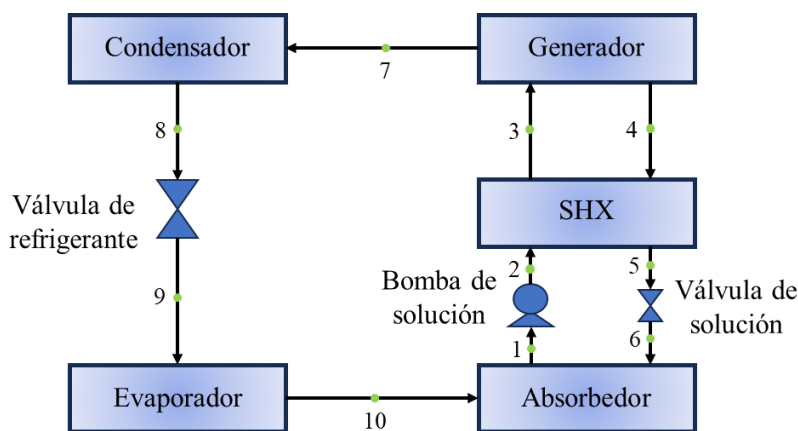 Condensador
Generador
7
8
3
4
Válvula de
refrigerante
SHX
9
Bomba de
solución
2
5
Válvula de
solución
1
6
Evaporador
10
Absorbedor